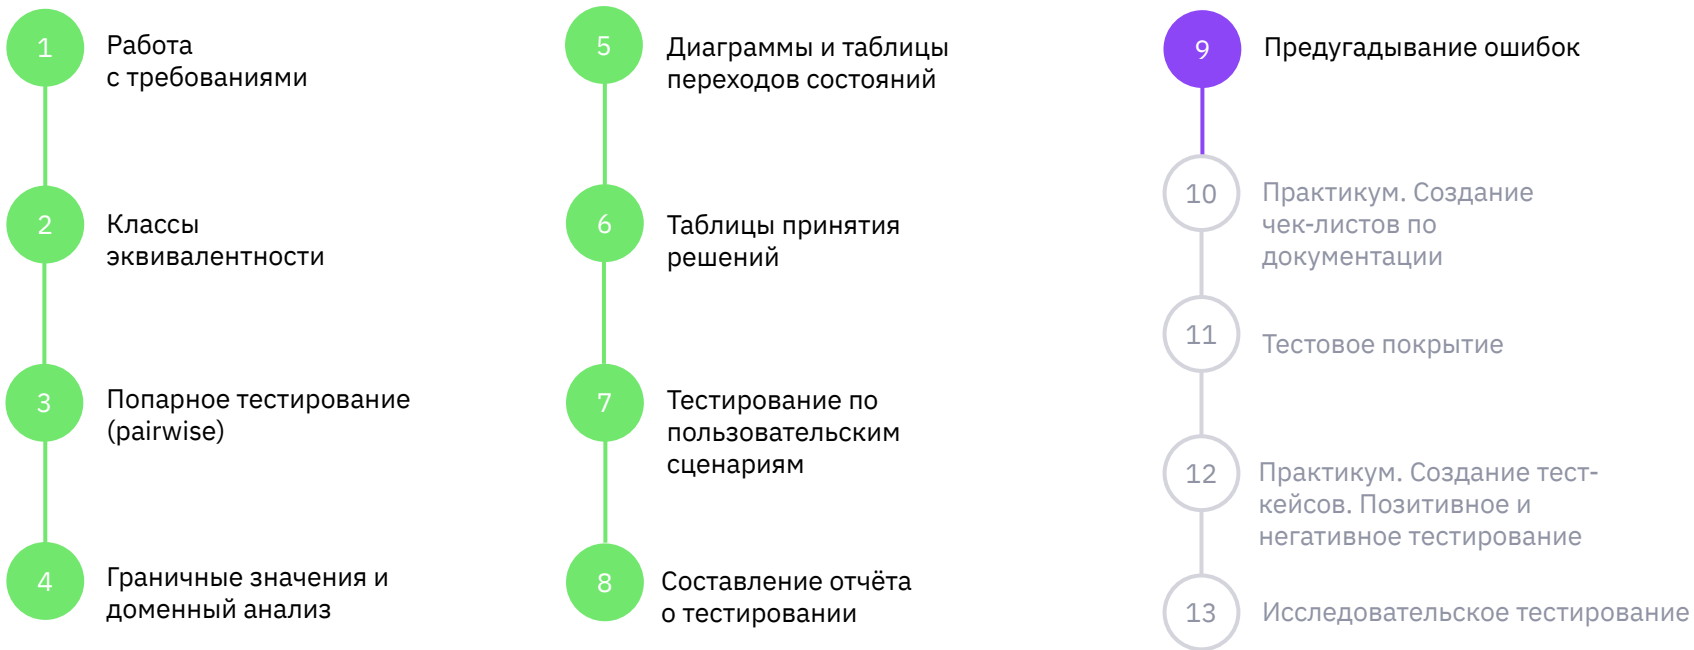 1
Работа
с требованиями
2
Классы
эквивалентности
3
Попарное тестирование
(pairwise)
4
Граничные значения и
доменный анализ
5
Диаграммы и таблицы
переходов состояний
6
Таблицы принятия
решений
7
Тестирование по
пользовательским
сценариям
8
Составление отчёта
о тестировании
9
Предугадывание ошибок
10
Практикум. Создание
чек-листов по
документации
11
Тестовое покрытие
12
Практикум. Создание тест-
кейсов. Позитивное и
негативное тестирование
13
Исследовательское тестирование